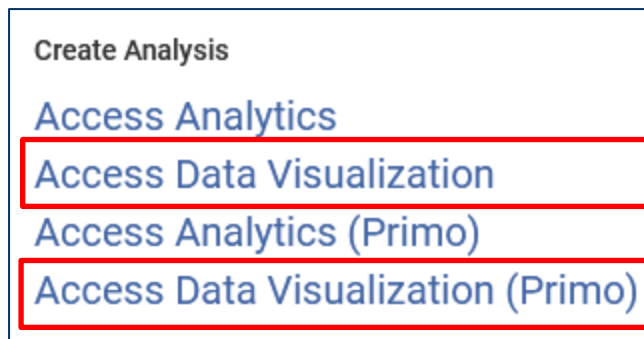 Create Analysis
Access Analytics
Access Data Visualization
Access Analytics (Primo)
Access Data Visualization (Primo)